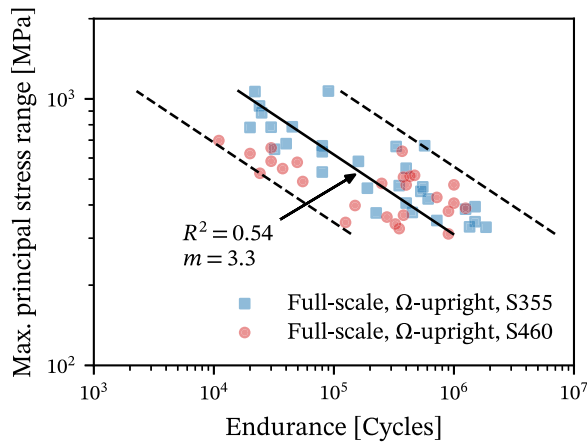 Max. principal stress range [MPa]
10³
10²
R² = 0.54
m = 3.3
Full-scale, Ω-upright, S355
Full-scale, Ω-upright, S460
10³ 10⁴ 10⁵ 10⁶ 10⁷
Endurance [Cycles]